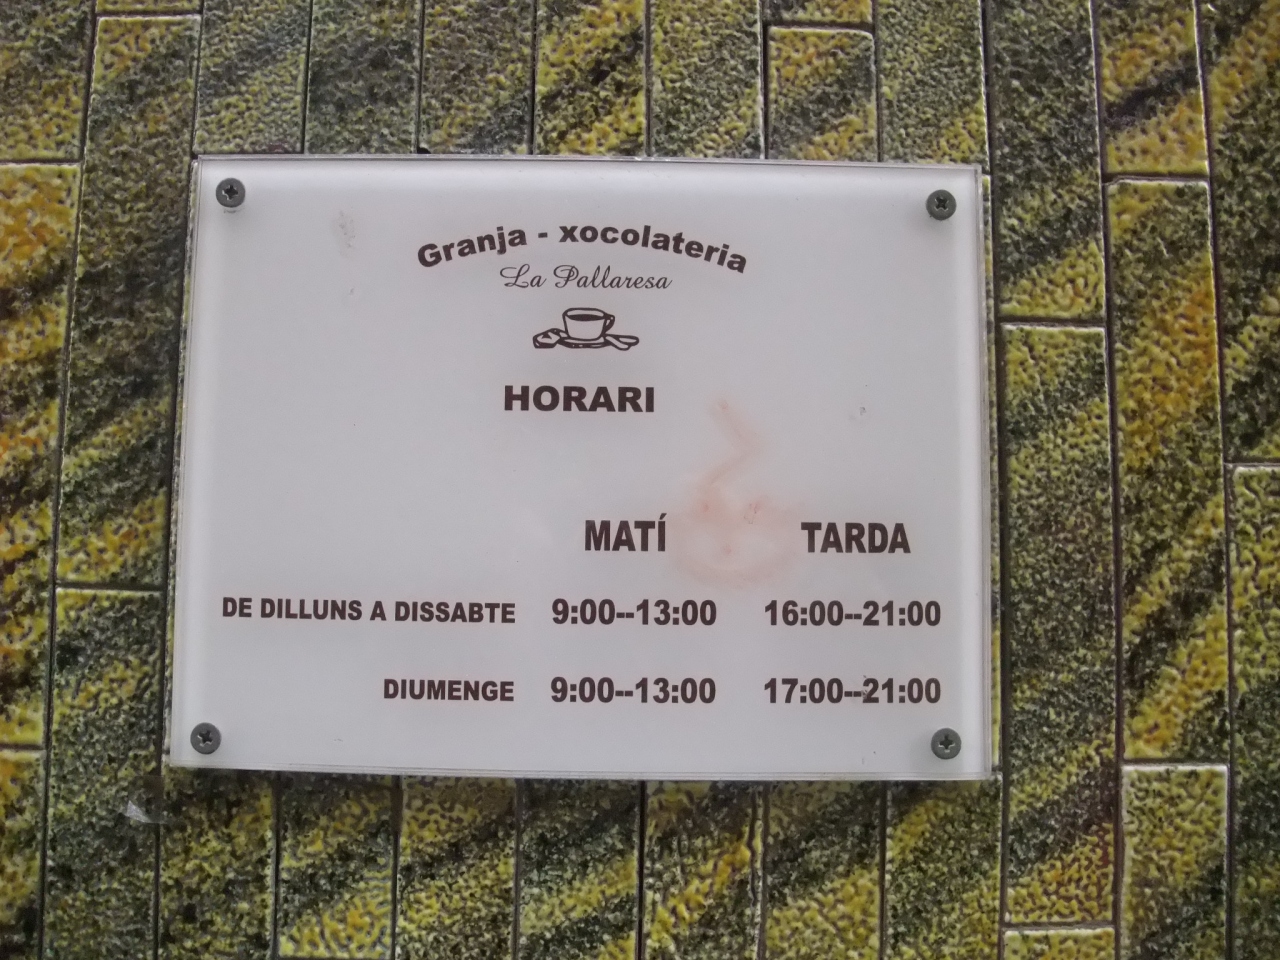 Granja - xocolateria
La Pallaresa
HORARI
MATÍ TARDA
DE DILLUNS A DISSABTE 9:00--13:00 16:00--21:00
DIUMENGE 9:00--13:00 17:00--21:00